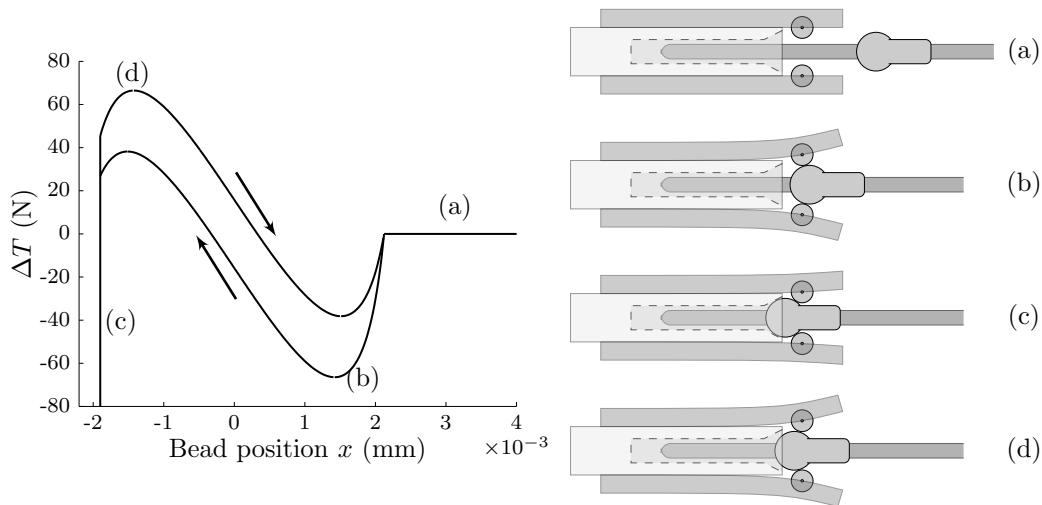 80
60
40
20
0
-20
-40
-60
-80
ΔT (N)
(d)
(a)
(c)
(b)
-2 -1 0 1 2 3 4
Bead position x (mm)
×10⁻³
(a)
(b)
(c)
(d)